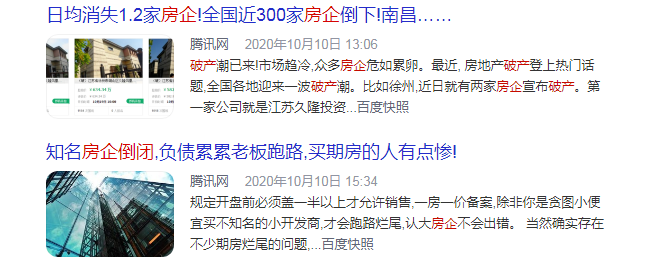 日均消失1.2家房企!全国近300家房企倒下!南昌……
腾讯网 2020年10月10日 13:06
破产潮已来!市场趋冷,众多房企危如累卵。最近, 房地产破产登上热门话
题,全国各地迎来一波破产潮。比如徐州,近日就有两家房企宣布破产。第
一家公司就是江苏久隆投资...百度快照
知名房企倒闭,负债累累老板跑路,买期房的人有点惨!
腾讯网 2020年10月10日 15:34
规定开盘前必须盖一半以上才允许销售,一房一价备案,除非你是贪图小便
宜买不知名的小开发商,才会跑路烂尾,认大房企不会出错。 当然确实存在
不少期房烂尾的问题,...百度快照